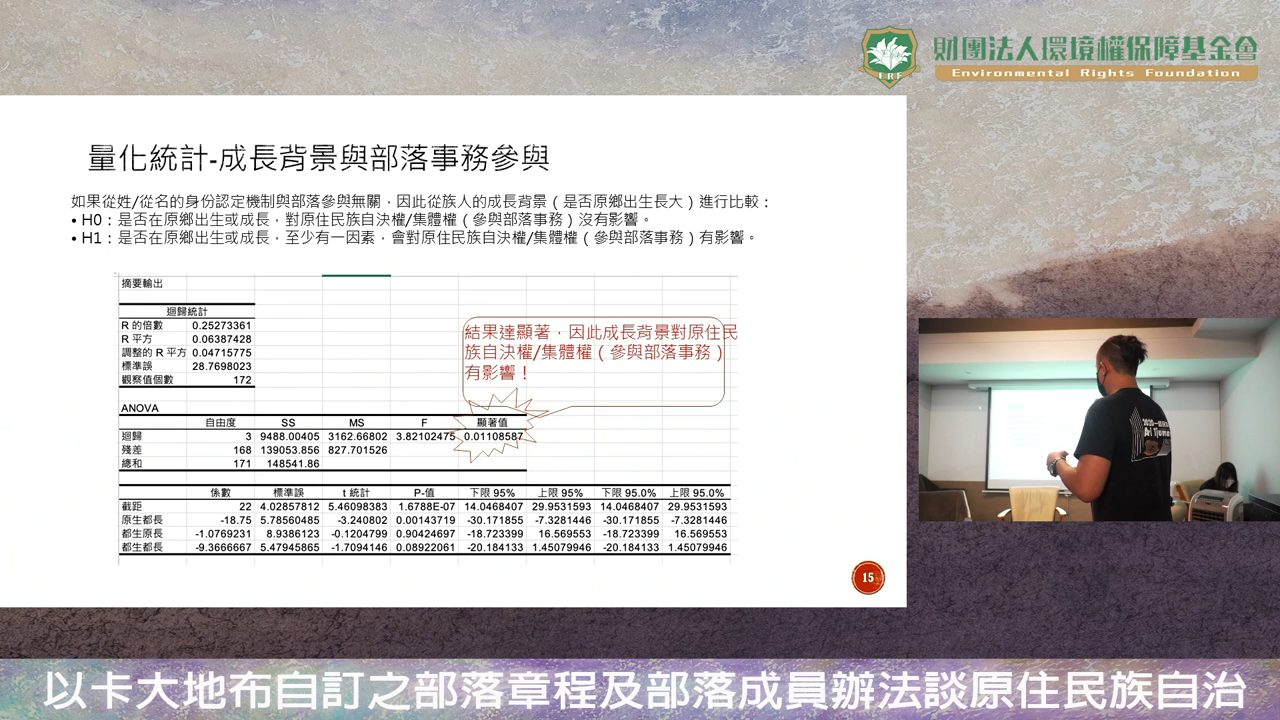 財團法人環境權保障基金會
Environmental Rights Foundation
ERF
量化統計-成長背景與部落事務參與
如果從姓/從名的身份認定機制與部落參與無關，因此從族人的成長背景（是否原鄉出生長大）進行比較：
• H0：是否在原鄉出生或成長，對原住民族自決權/集體權（參與部落事務）沒有影響。
• H1：是否在原鄉出生或成長，至少有一因素，會對原住民族自決權/集體權（參與部落事務）有影響。
摘要輸出
迴歸統計
R 的倍數 0.25273361
R 平方 0.06387428
調整的 R 平方 0.04715775
標準誤 28.7698023
觀察值個數 172
結果達顯著，因此成長背景對原住民
族自決權/集體權（參與部落事務）
有影響！
ANOVA
自由度 SS MS F 顯著值
迴歸 3 9488.00405 3162.66802 3.82102475 0.01108587
殘差 168 139053.856 827.701526
總和 171 148541.86
係數 標準誤 t 統計 P-值 下限 95% 上限 95% 下限 95.0% 上限 95.0%
截距 22 4.02857812 5.46098383 1.6788E-07 14.0468407 29.9531593 14.0468407 29.9531593
原生都長 -18.75 5.78560485 -3.240802 0.00143719 -30.171855 -7.3281446 -30.171855 -7.3281446
都生原長 -1.0769231 8.9386123 -0.1204799 0.90424697 -18.723399 16.569553 -18.723399 16.569553
都生都長 -9.3666667 5.47945865 -1.7094146 0.08922061 -20.184133 1.45079946 -20.184133 1.45079946
15
以卡大地布自訂之部落章程及部落成員辦法談原住民族自治